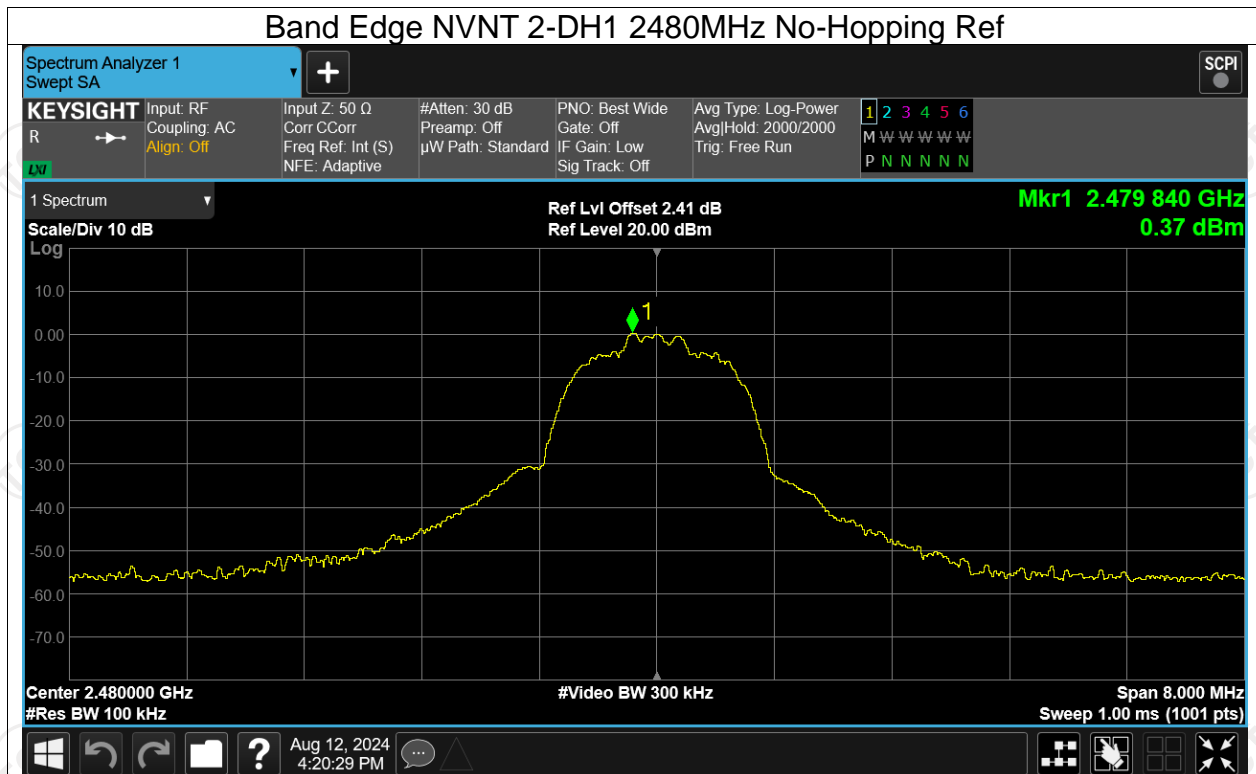 Band Edge NVNT 2-DH1 2480MHz No-Hopping Ref
Spectrum Analyzer 1
Swept SA
+
SCPI
KEYSIGHT
R
LXI
Input: RF
Coupling: AC
Align: Off
Input Z: 50 Ω
Corr CCorr
Freq Ref: Int (S)
NFE: Adaptive
#Atten: 30 dB
Preamp: Off
µW Path: Standard
PNO: Best Wide
Gate: Off
IF Gain: Low
Sig Track: Off
Avg Type: Log-Power
Avg|Hold: 2000/2000
Trig: Free Run
1 2 3 4 5 6
M W W W W W
P N N N N N
1 Spectrum
Scale/Div 10 dB
Ref Lvl Offset 2.41 dB
Ref Level 20.00 dBm
Mkr1 2.479 840 GHz
0.37 dBm
Log
10.0
0.00
-10.0
-20.0
-30.0
-40.0
-50.0
-60.0
-70.0
1
Center 2.480000 GHz
#Res BW 100 kHz
#Video BW 300 kHz
Span 8.000 MHz
Sweep 1.00 ms (1001 pts)
?
Aug 12, 2024
4:20:29 PM